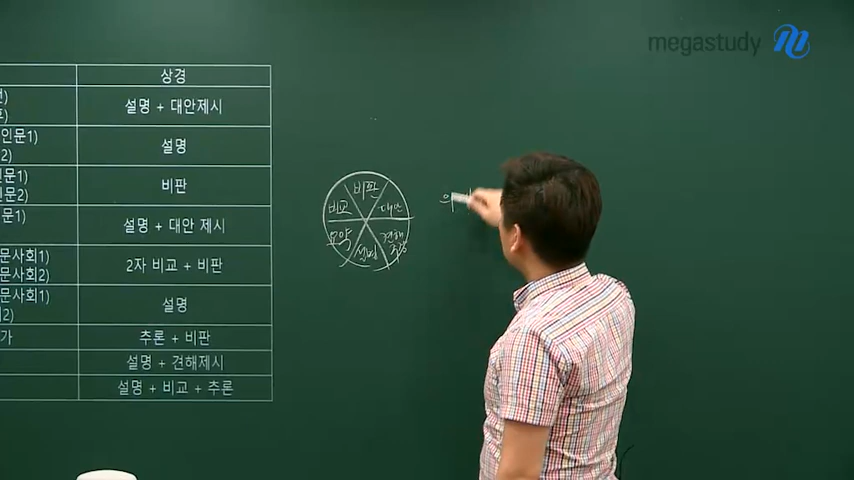 megastudy
상경
설명 + 대안제시
인문1)
설명
인문1)
인문2)
비판
문1)
설명 + 대안 제시
문사회1)
문사회2)
2자 비교 + 비판
문사회1)
2)
설명
가
추론 + 비판
설명 + 견해제시
설명 + 비교 + 추론
비판
비교
대안
요약
설명
견해
추론